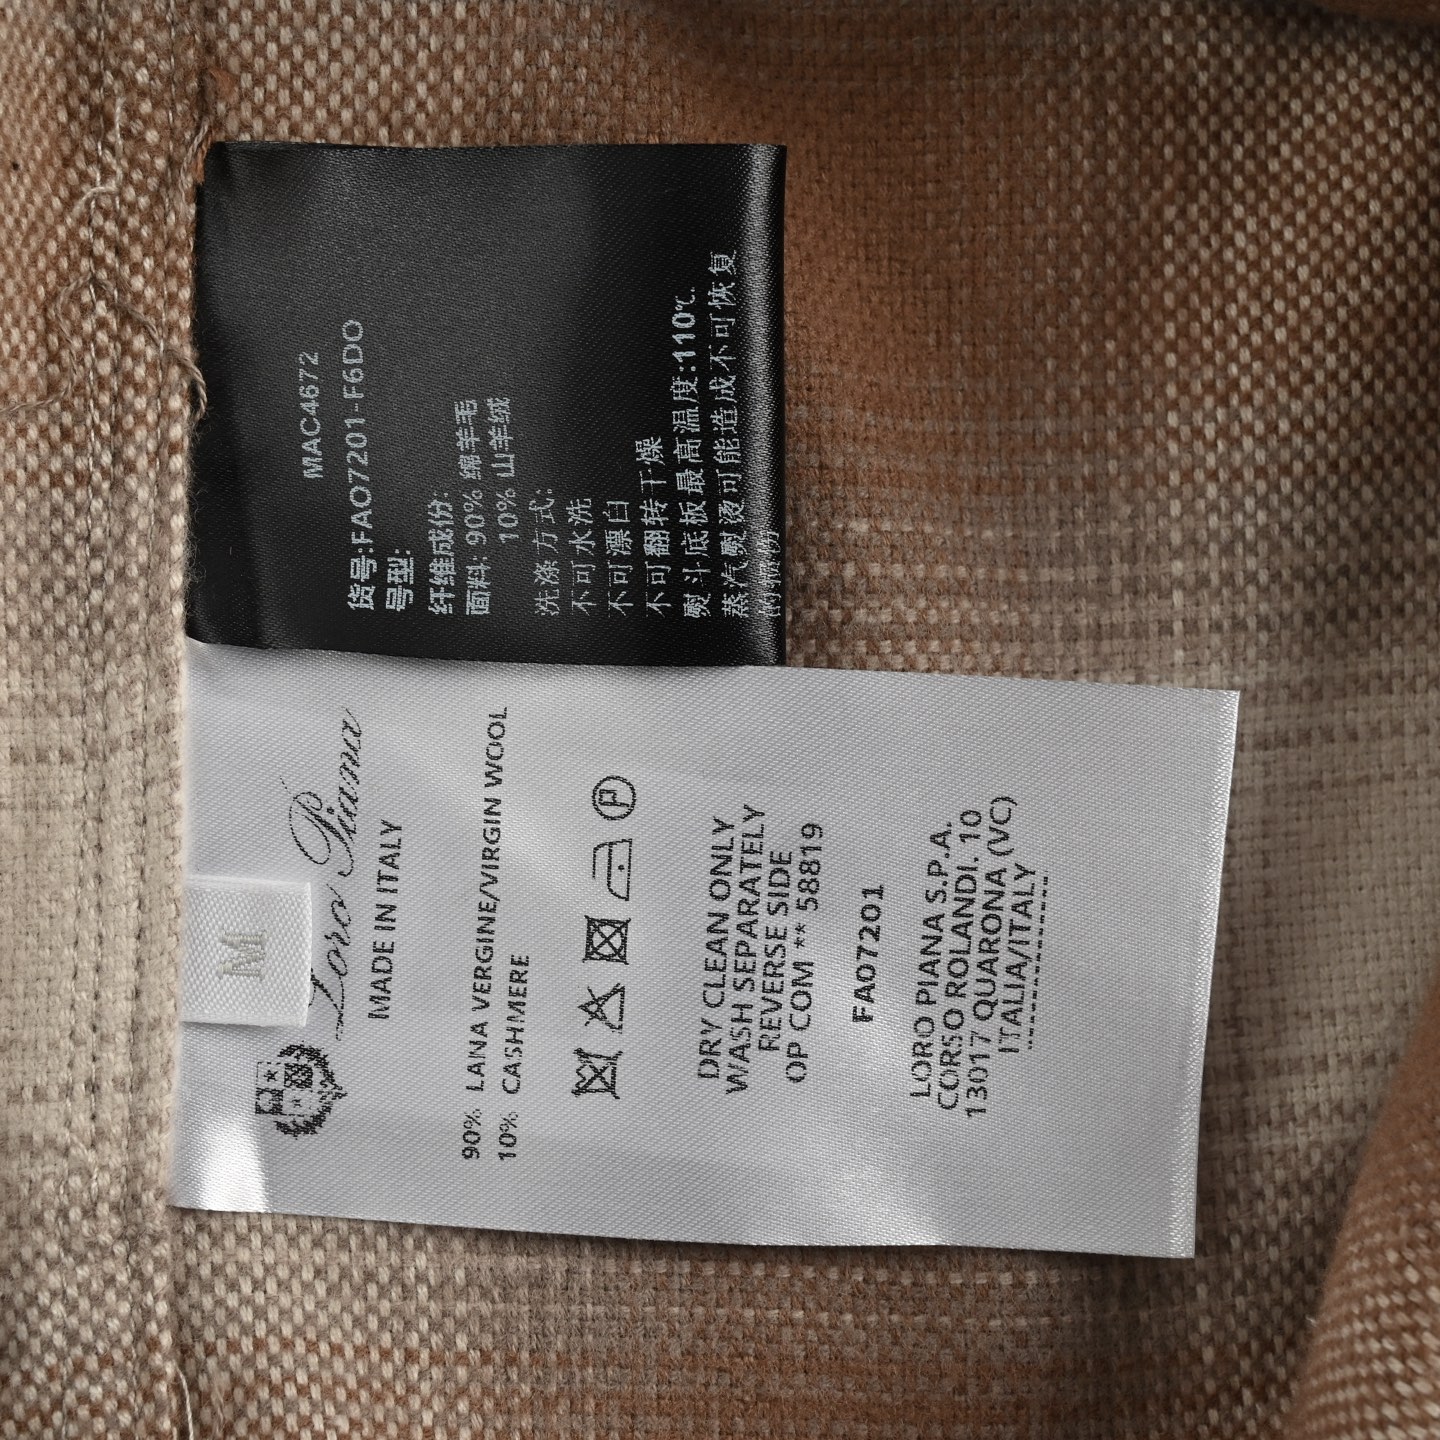 MAC4672
货号:FAO7201-F6DO
号型:
纤维成份:
面料: 90% 绵羊毛
10% 山羊绒
洗涤方式:
不可水洗
不可漂白
不可翻转干燥
熨斗底板最高温度:110℃.
蒸汽熨烫可能造成不可恢复
的损伤
M
Loro Piana
MADE IN ITALY
90% LANA VERGINE/VIRGIN WOOL
10% CASHMERE
P
DRY CLEAN ONLY
WASH SEPARATELY
REVERSE SIDE
OP COM ** 58819
FAO7201
LORO PIANA S.P.A.
CORSO ROLANDI. 10
13017 QUARONA (VC)
ITALIA/ITALY